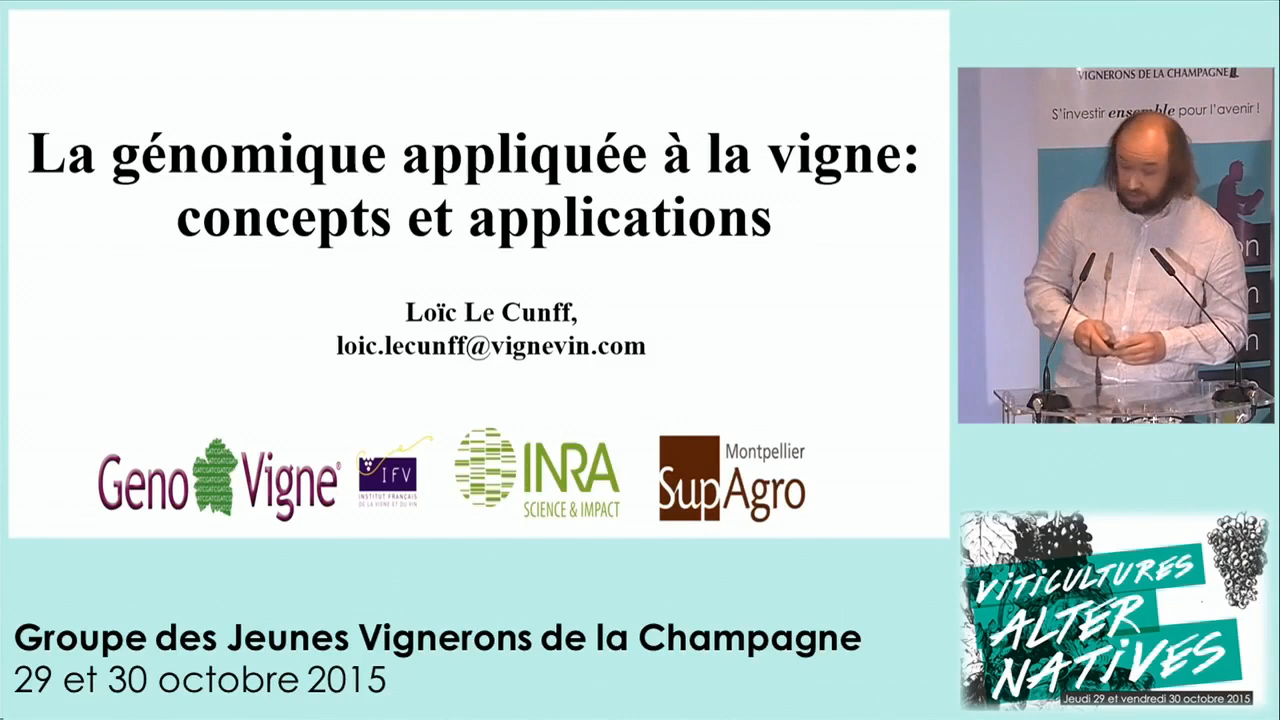 La génomique appliquée à la vigne:
concepts et applications
Loïc Le Cunff,
loic.lecunff@vignevin.com
Geno Vigne®
IFV
INSTITUT FRANÇAIS
DE LA VIGNE ET DU VIN
INRA
SCIENCE & IMPACT
Montpellier
SupAgro
VIGNERONS DE LA CHAMPAGNE
S'investir ensemble pour l'avenir !
on
n
n
VITICULTURES
ALTER
NATIVES
Jeudi 29 et vendredi 30 octobre 2015
Groupe des Jeunes Vignerons de la Champagne
29 et 30 octobre 2015